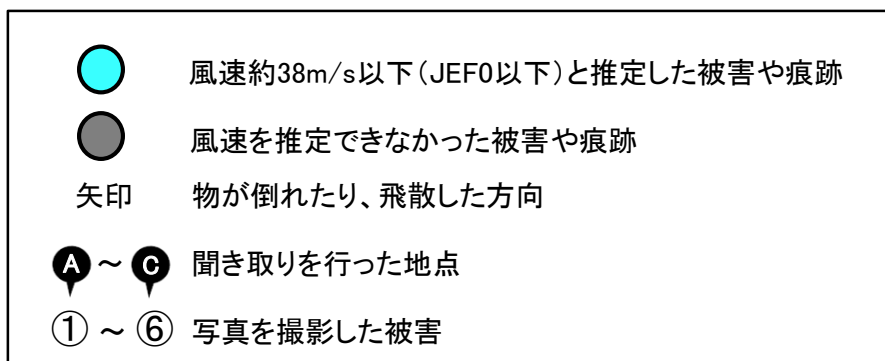 風速約38m/s以下（JEF0以下）と推定した被害や痕跡
風速を推定できなかった被害や痕跡
矢印 物が倒れたり、飛散した方向
A ～ C 聞き取りを行った地点
① ～ ⑥ 写真を撮影した被害